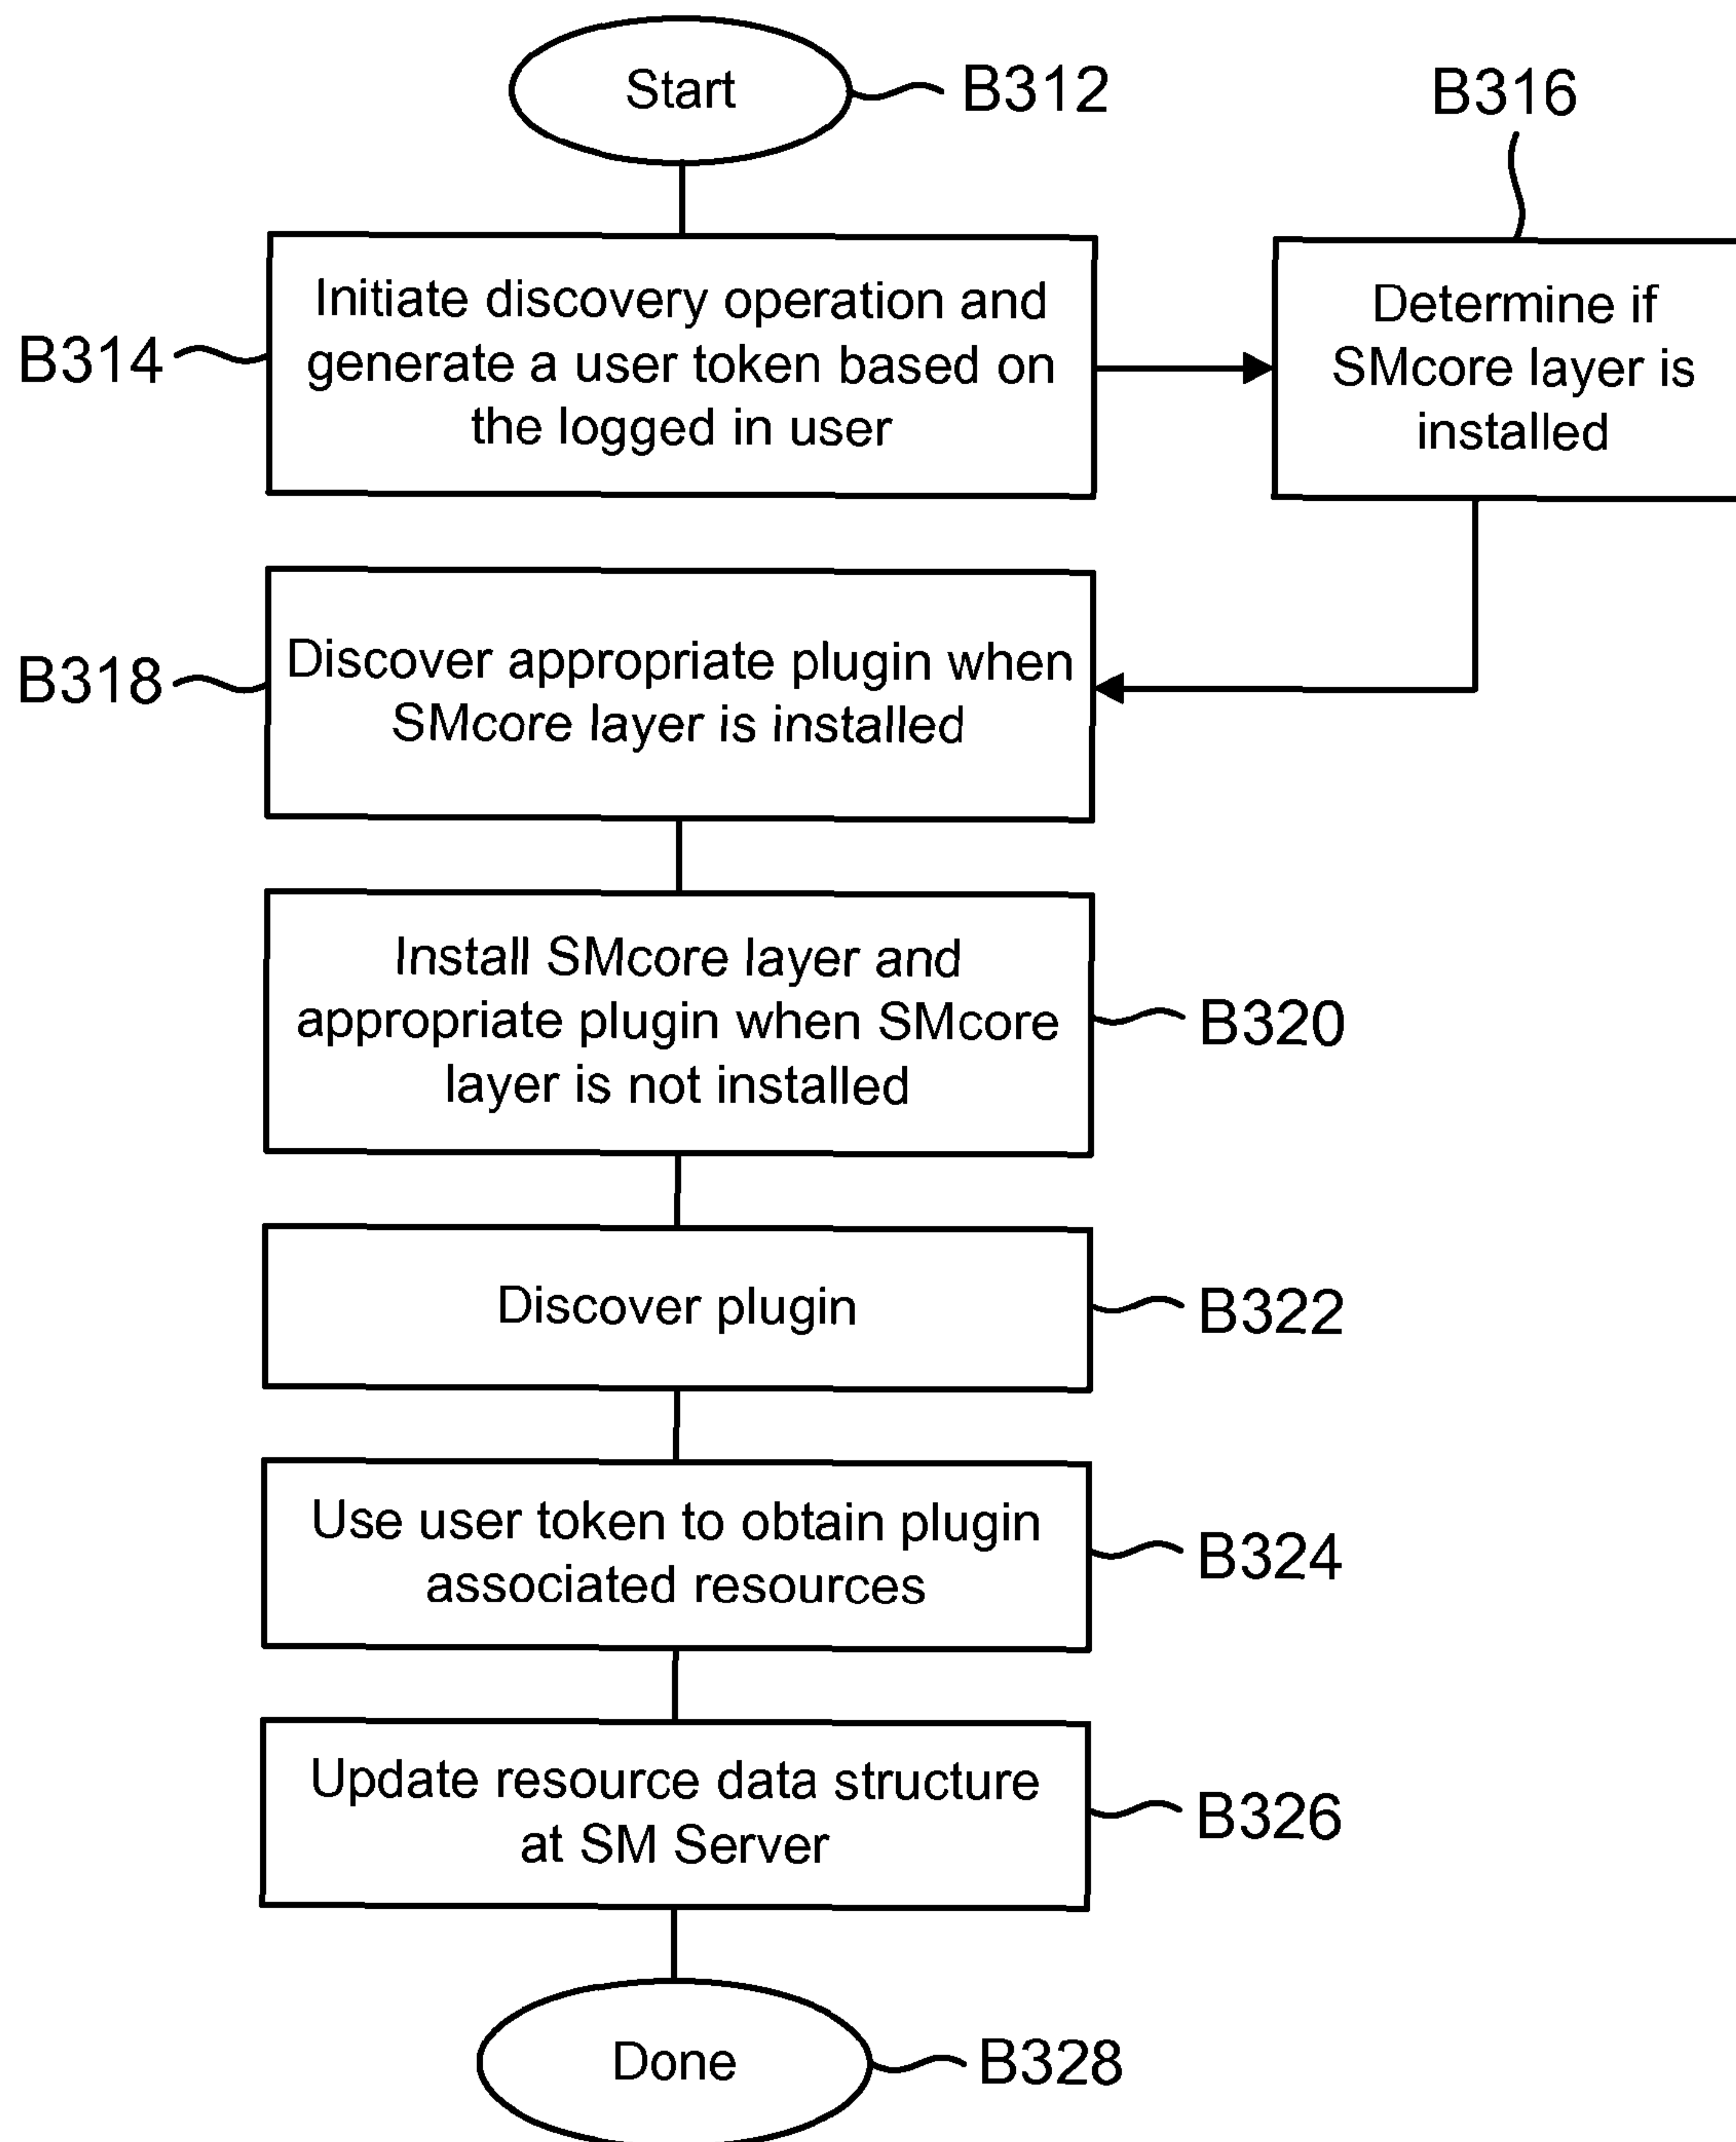 Start
B312
B314
Initiate discovery operation and
generate a user token based on
the logged in user
B316
Determine if
SMcore layer is
installed
B318
Discover appropriate plugin when
SMcore layer is installed
Install SMcore layer and
appropriate plugin when SMcore
layer is not installed
B320
Discover plugin
B322
Use user token to obtain plugin
associated resources
B324
Update resource data structure
at SM Server
B326
Done
B328